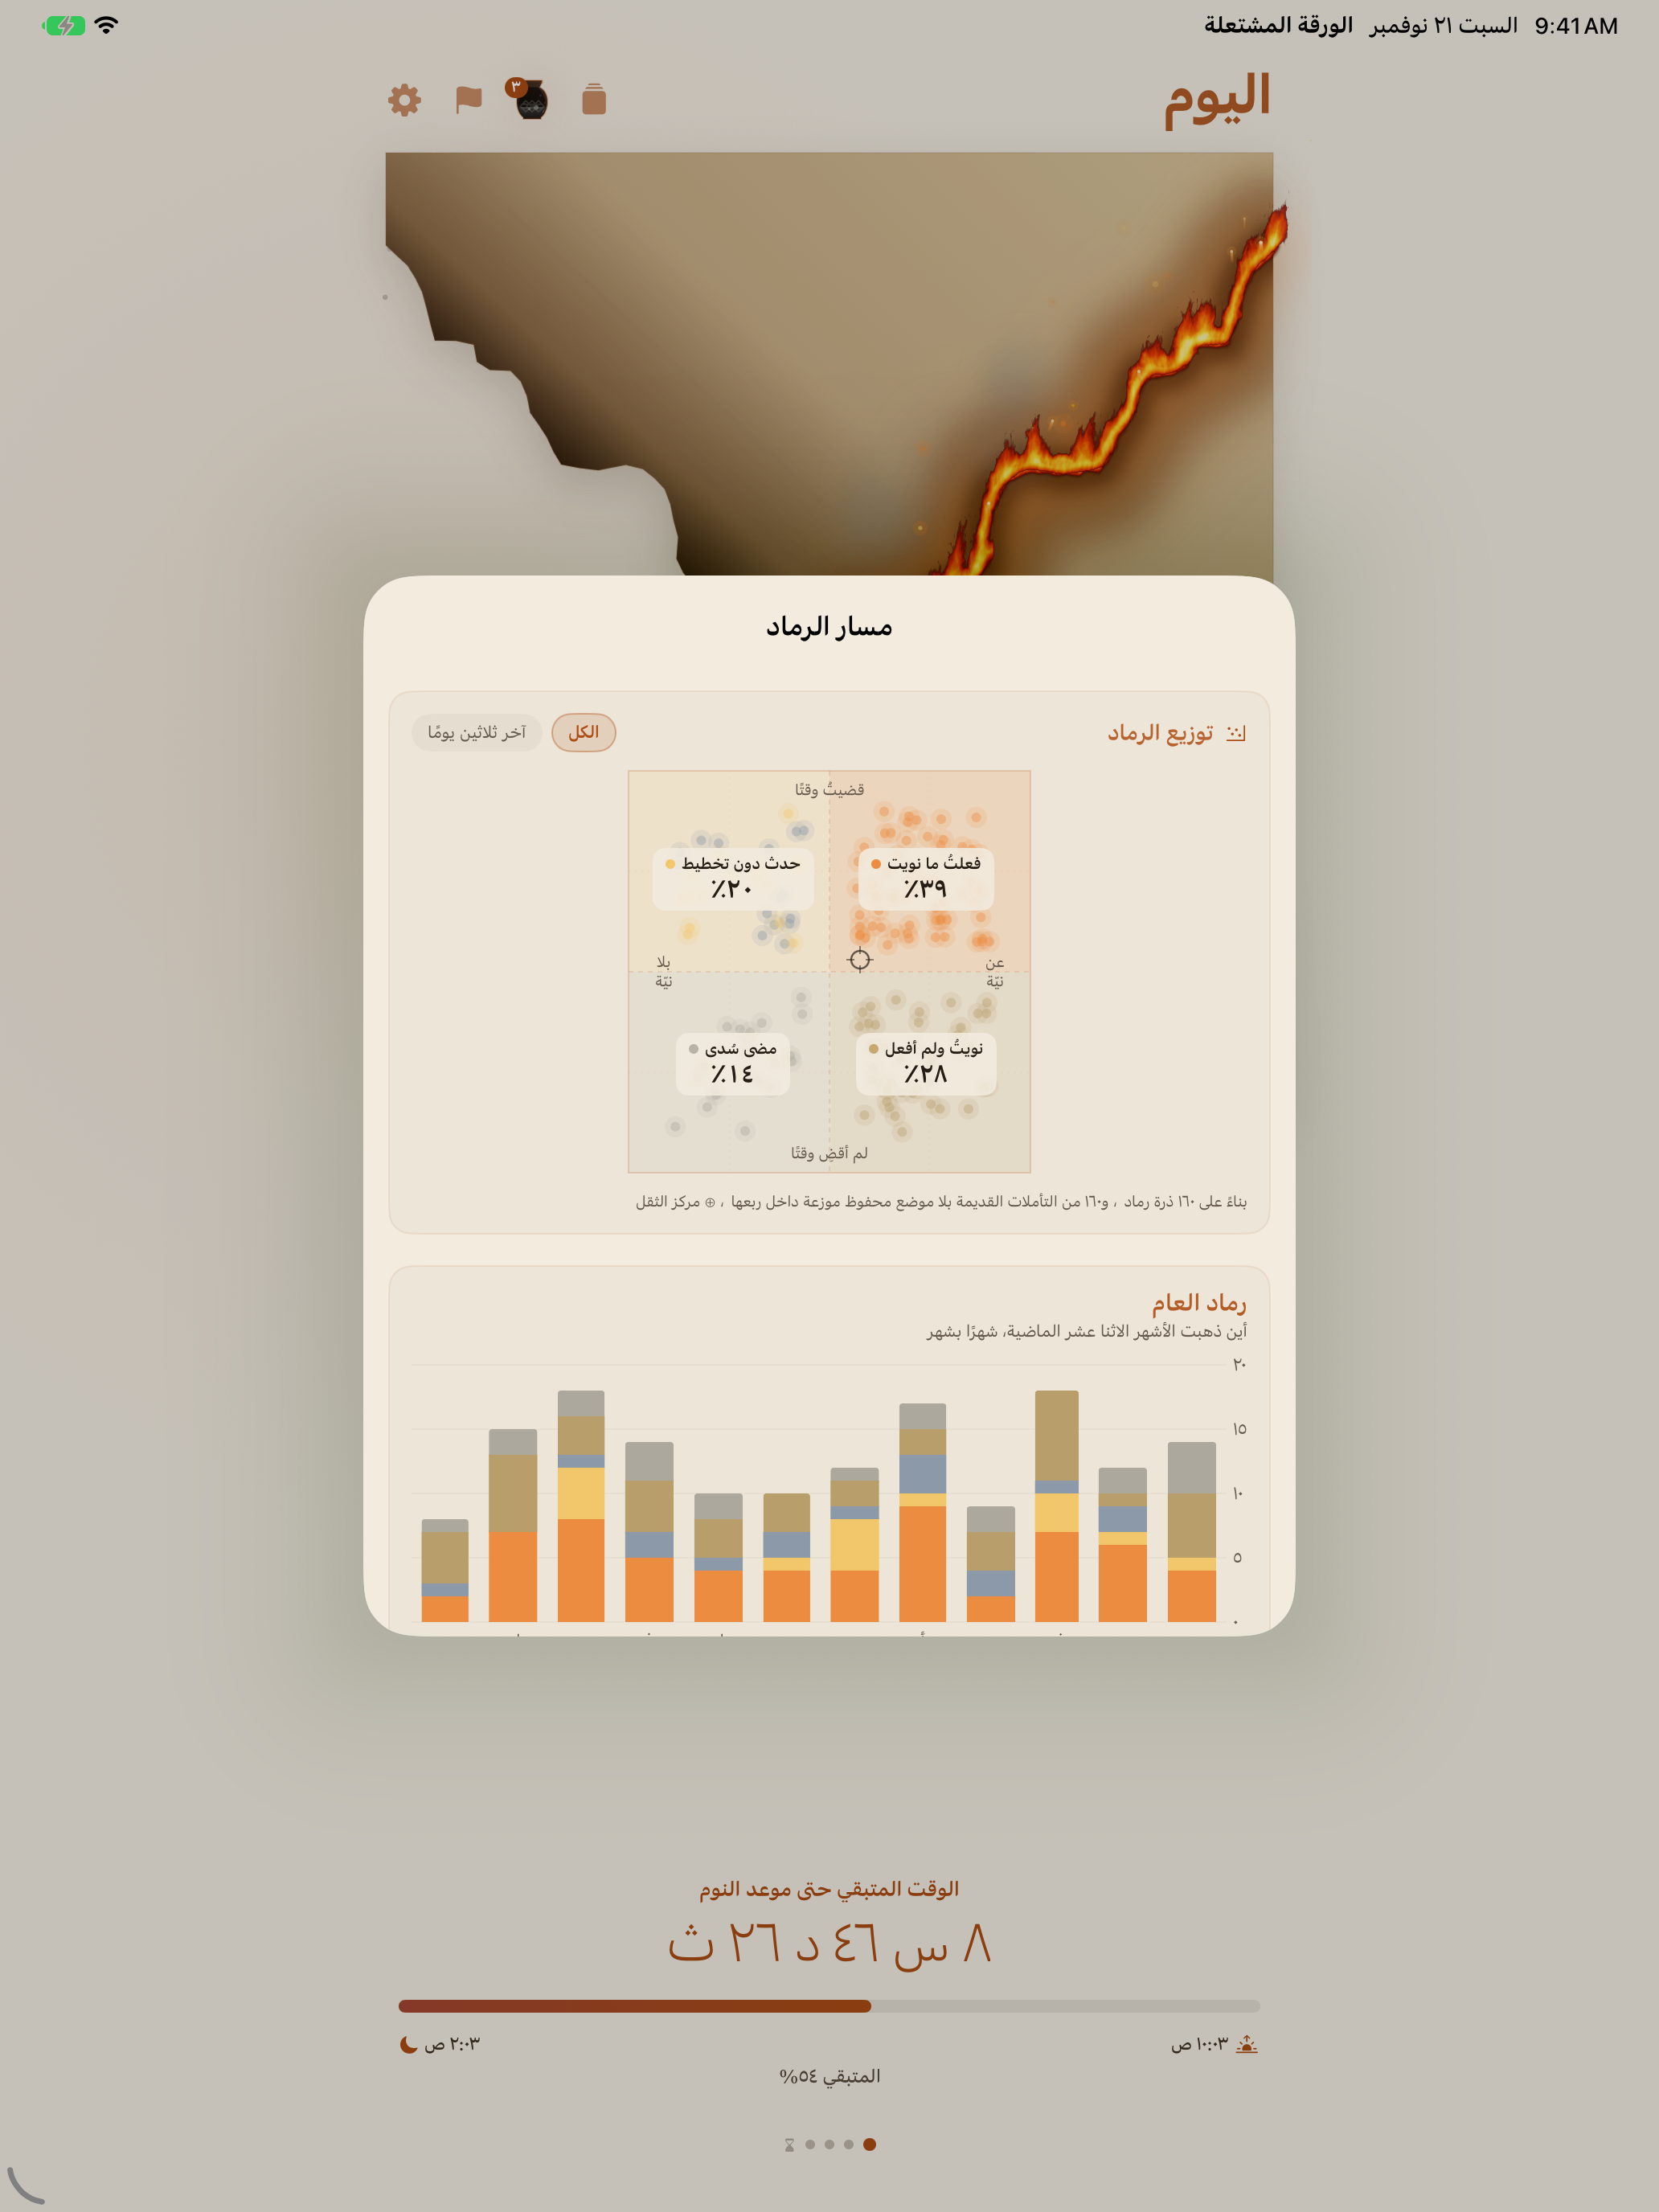 9:41 AM السبت ٢١ نوفمبر الورقة المشتعلة
اليوم
٣
مسار الرماد
توزيع الرماد
الكل
آخر ثلاثين يومًا
قضيتُ وقتًا
فعلتُ ما نويت
٣٩٪
حدث دون تخطيط
٢٠٪
عن نيّة
بلا نيّة
نويتُ ولم أفعل
٢٨٪
مضى سُدى
١٤٪
لم أقضِ وقتًا
بناءً على ١٦٠ ذرة رماد ، و١٦٠ من التأملات القديمة بلا موضع محفوظ موزعة داخل ربعها ، ⊕ مركز الثقل
رماد العام
أين ذهبت الأشهر الاثنا عشر الماضية، شهرًا بشهر
٢٠
١٥
١٠
٥
٠
الوقت المتبقي حتى موعد النوم
٨ س ٤٦ د ٢٦ ث
١٠:٠٣ ص
٢:٠٣ ص
المتبقي ٥٤%